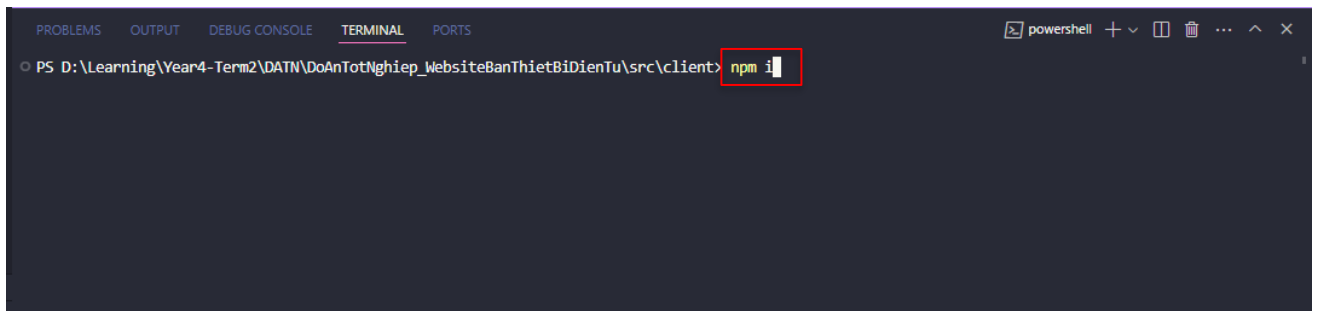 PROBLEMS OUTPUT DEBUG CONSOLE TERMINAL PORTS powershell
PS D:\Learning\Year4-Term2\DATN\DoAnTotNghiep_WebsiteBanThietBiDienTu\src\client> npm i